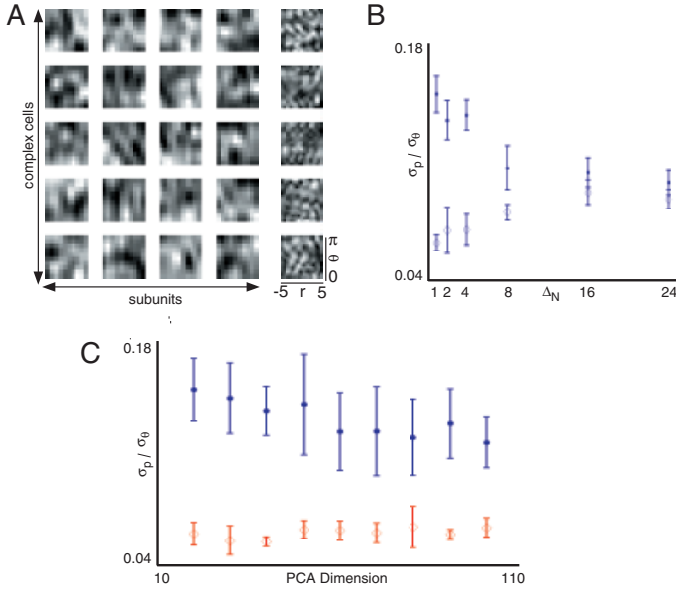 A
complex cells
subunits
π
θ
0
-5 r 5
B
0.18
σp / σθ
0.04
1 2 4 8 ΔN 16 24
C
0.18
σp / σθ
0.04
10 PCA Dimension 110